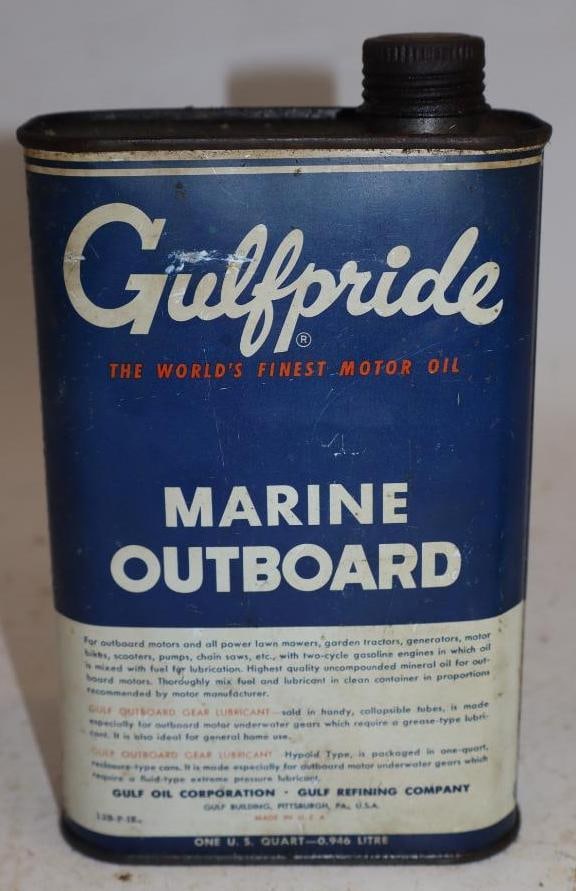 Gulfpride
®
THE WORLD'S FINEST MOTOR OIL
MARINE
OUTBOARD
For outboard motors and all power lawn mowers, garden tractors, generators, motor
bikes, scooters, pumps, chain saws, etc., with two-cycle gasoline engines in which oil
is mixed with fuel for lubrication. Highest quality uncompounded mineral oil for out-
board motors. Thoroughly mix fuel and lubricant in clean container in proportions
recommended by motor manufacturer.
GULF OUTBOARD GEAR LUBRICANT—sold in handy, collapsible tubes, is made
especially for outboard motor underwater gears which require a grease-type lubri-
cant. It is also ideal for general home use.
GULF OUTBOARD GEAR LUBRICANT Hypoid Type, is packaged in one-quart,
reclosure-type cans. It is made especially for outboard motor underwater gears which
require a fluid-type extreme pressure lubricant.
GULF OIL CORPORATION · GULF REFINING COMPANY
GULF BUILDING, PITTSBURGH, PA., U.S.A.
MADE IN U.S.A.
ONE U.S. QUART—0.946 LITRE